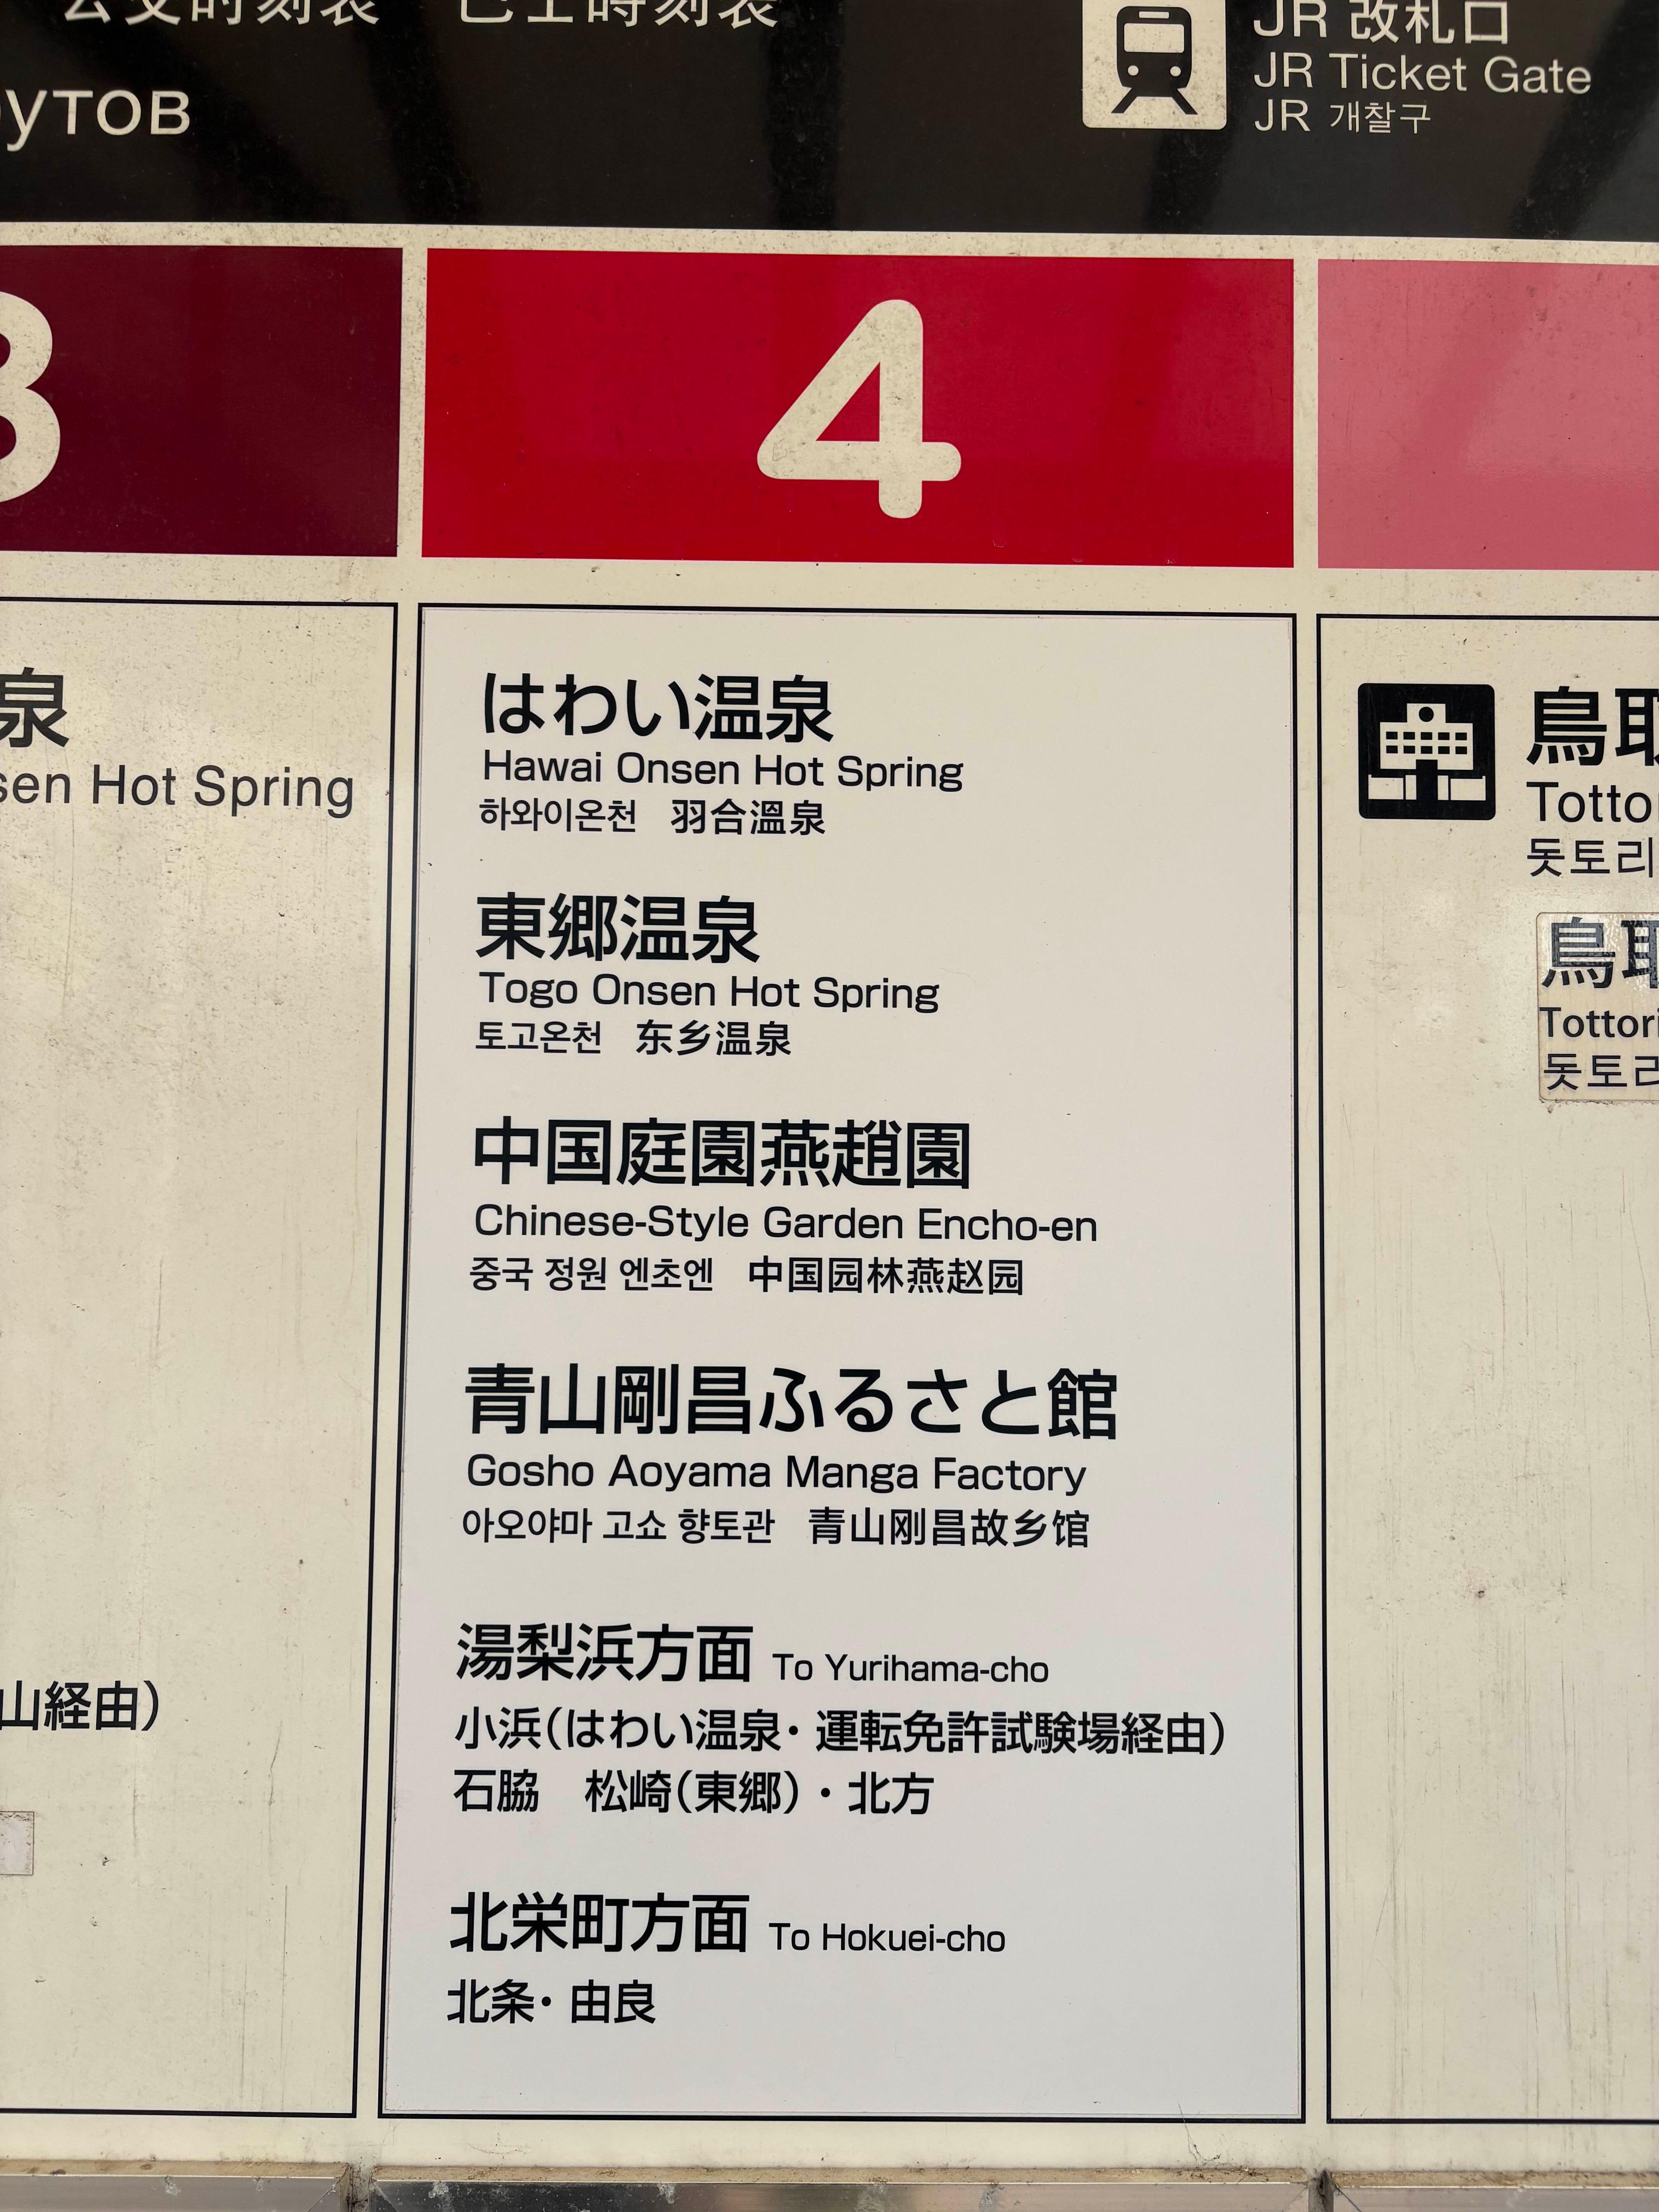 JR 改札口
JR Ticket Gate
JR 개찰구
4
はわい温泉
Hawai Onsen Hot Spring
하와이온천 羽合溫泉
東郷温泉
Togo Onsen Hot Spring
토고온천 东乡温泉
中国庭園燕趙園
Chinese-Style Garden Encho-en
중국 정원 엔초엔 中国园林燕赵园
青山剛昌ふるさと館
Gosho Aoyama Manga Factory
아오야마 고쇼 향토관 青山刚昌故乡馆
湯梨浜方面 To Yurihama-cho
小浜(はわい温泉・運転免許試験場経由)
石脇 松崎(東郷)・北方
北栄町方面 To Hokuei-cho
北条・由良
3
泉
sen Hot Spring
山経由)
鳥取
Totto
돗토리
鳥取
Tottori
돗토리